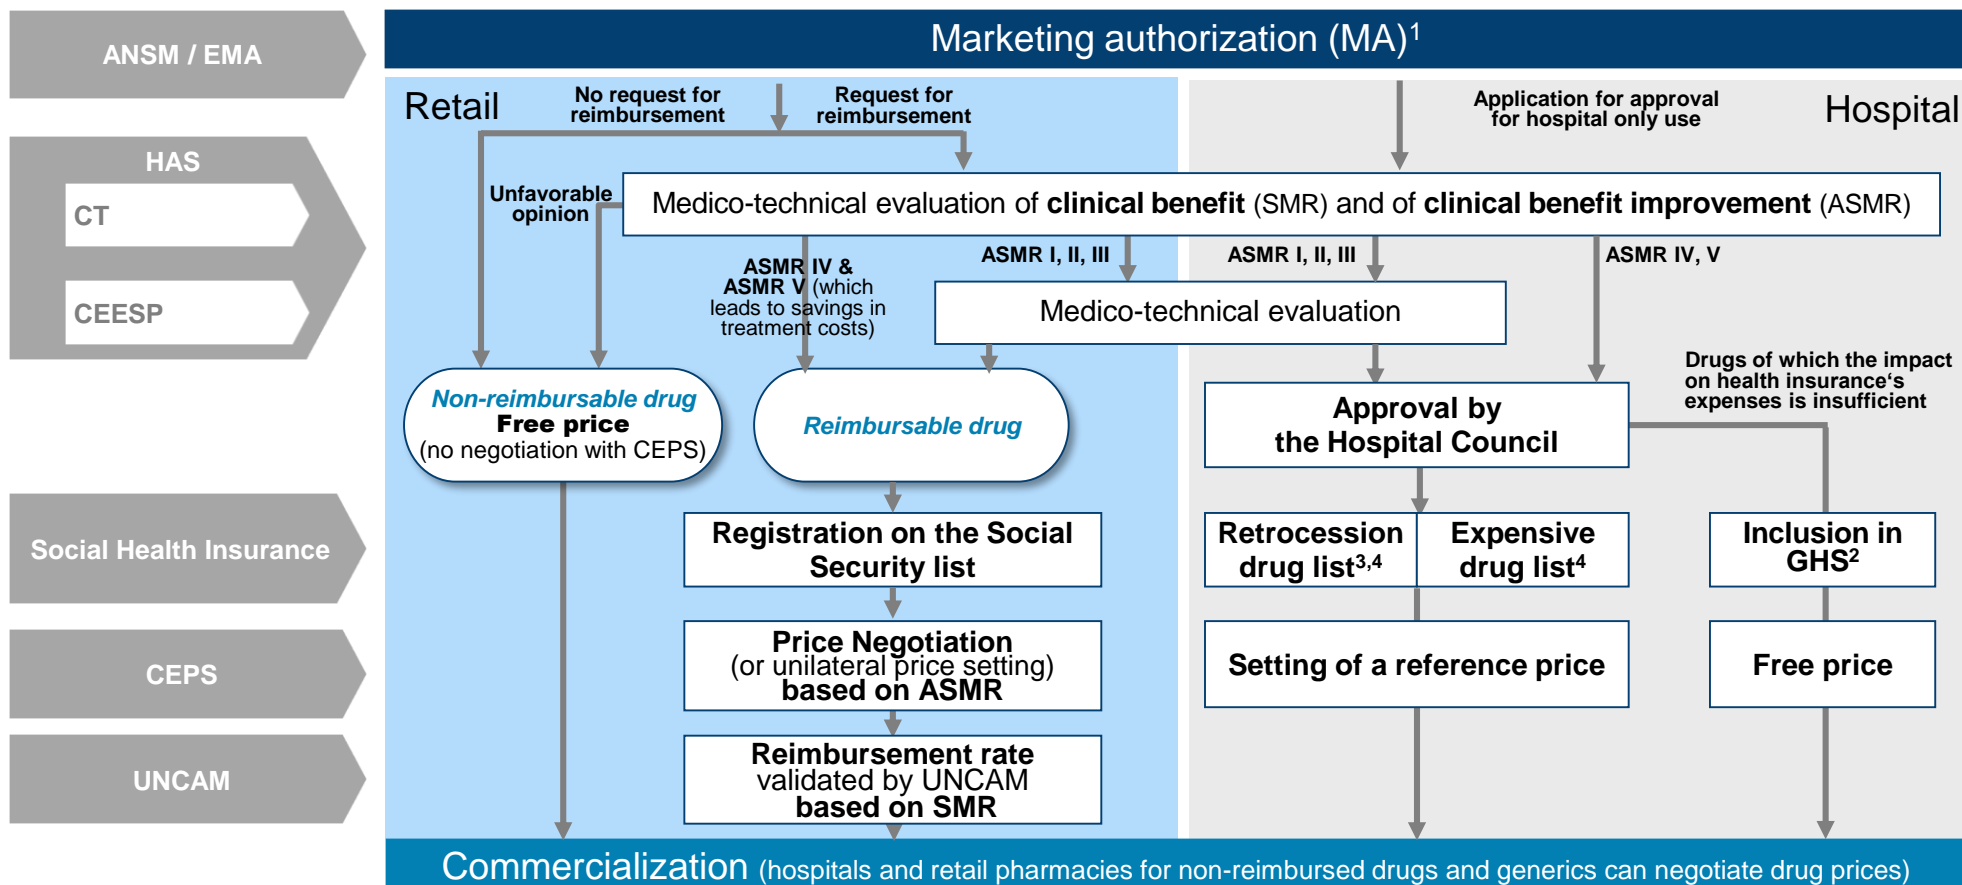 ANSM / EMA
Marketing authorization (MA)1
Retail
No request for
reimbursement
Request for
reimbursement
Application for approval
for hospital only use
Hospital
HAS
CT
CEESP
Unfavorable
opinion
Medico-technical evaluation of clinical benefit (SMR) and of clinical benefit improvement (ASMR)
ASMR IV &
ASMR V (which
leads to savings in
treatment costs)
ASMR I, II, III
ASMR I, II, III
ASMR IV, V
Medico-technical evaluation
Drugs of which the impact
on health insurance‘s
expenses is insufficient
Non-reimbursable drug
Free price
(no negotiation with CEPS)
Reimbursable drug
Approval by
the Hospital Council
Social Health Insurance
Registration on the Social
Security list
Retrocession
drug list3,4
Expensive
drug list4
Inclusion in
GHS2
CEPS
Price Negotiation
(or unilateral price setting)
based on ASMR
Setting of a reference price
Free price
UNCAM
Reimbursement rate
validated by UNCAM
based on SMR
Commercialization (hospitals and retail pharmacies for non-reimbursed drugs and generics can negotiate drug prices)